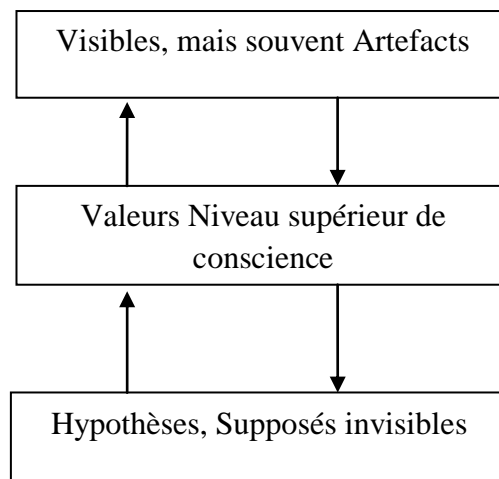 Visibles, mais souvent Artefacts
Valeurs Niveau supérieur de
conscience
Hypothèses, Supposés invisibles